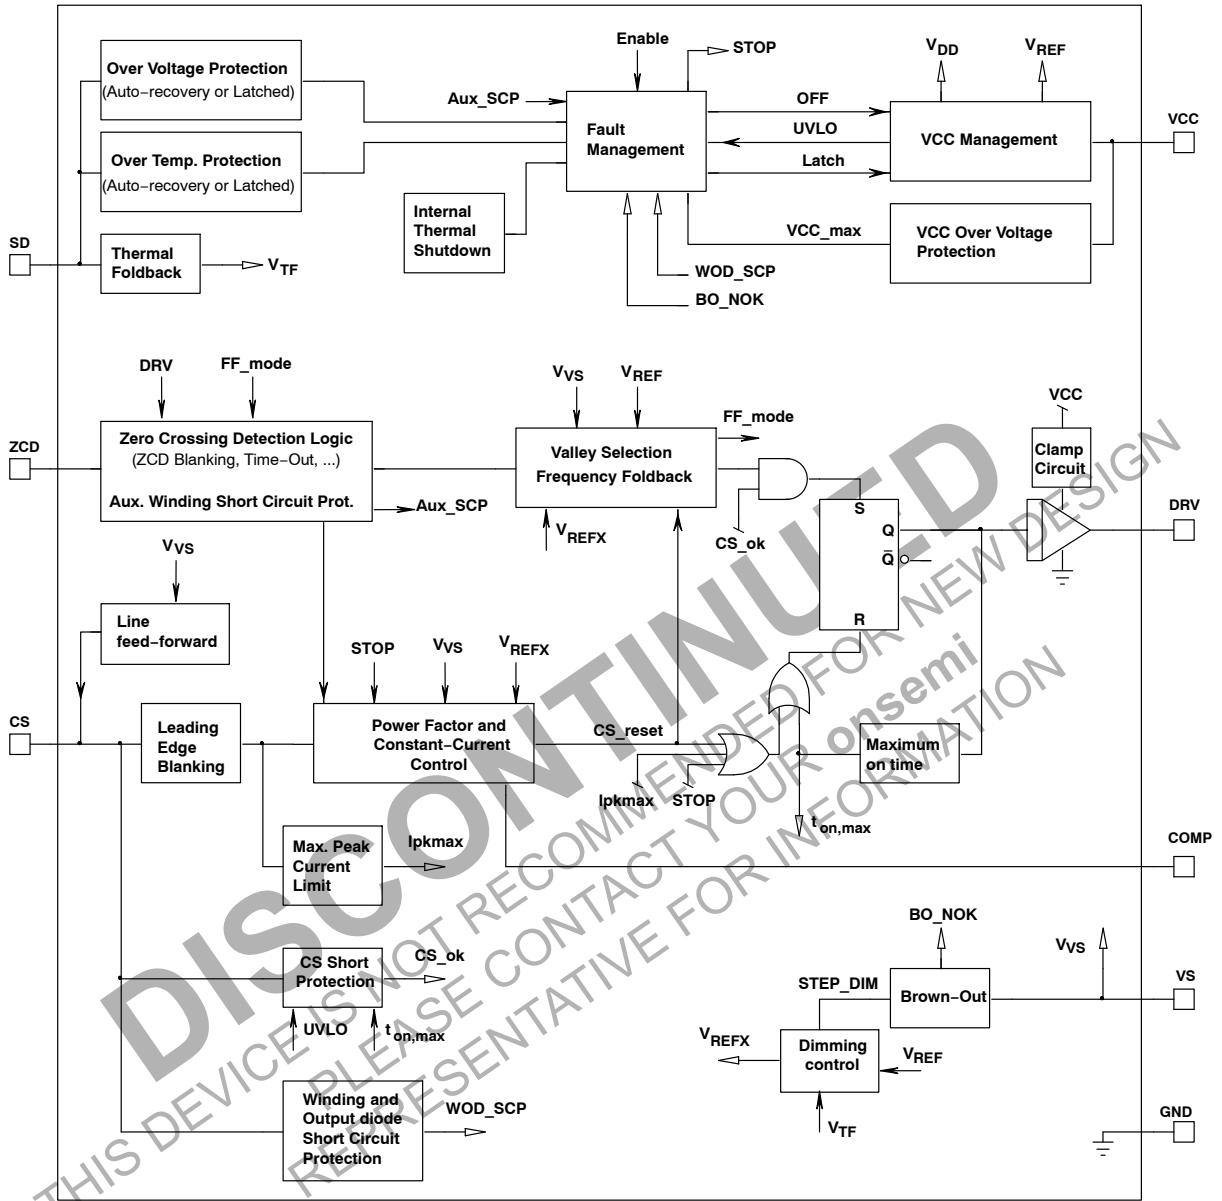 Over Voltage Protection
(Auto-recovery or Latched)
Over Temp. Protection
(Auto-recovery or Latched)
SD
Thermal
Foldback
VTF
Internal
Thermal
Shutdown
Enable
STOP
Aux_SCP
Fault
Management
OFF
UVLO
Latch
VDD
VREF
VCC Management
VCC
VCC_max
VCC Over Voltage
Protection
WOD_SCP
BO_NOK
DRV
FF_mode
ZCD
Zero Crossing Detection Logic
(ZCD Blanking, Time-Out, ...)
Aux. Winding Short Circuit Prot.
Aux_SCP
VVS
VREF
FF_mode
Valley Selection
Frequency Foldback
VREFX
CS_ok
S
Q
Q̅
R
VCC
Clamp
Circuit
DRV
VVS
Line
feed-forward
STOP
VVS
VREFX
CS
Leading
Edge
Blanking
Power Factor and
Constant-Current
Control
CS_reset
Ipkmax
STOP
Maximum
on time
ton,max
Max. Peak
Current
Limit
Ipkmax
COMP
CS Short
Protection
CS_ok
UVLO
ton,max
BO_NOK
VVS
STEP_DIM
Brown-Out
VS
VREFX
Dimming
control
VREF
VTF
Winding and
Output diode
Short Circuit
Protection
WOD_SCP
GND
DISCONTINUED
THIS DEVICE IS NOT RECOMMENDED FOR NEW DESIGN
PLEASE CONTACT YOUR onsemi
REPRESENTATIVE FOR INFORMATION